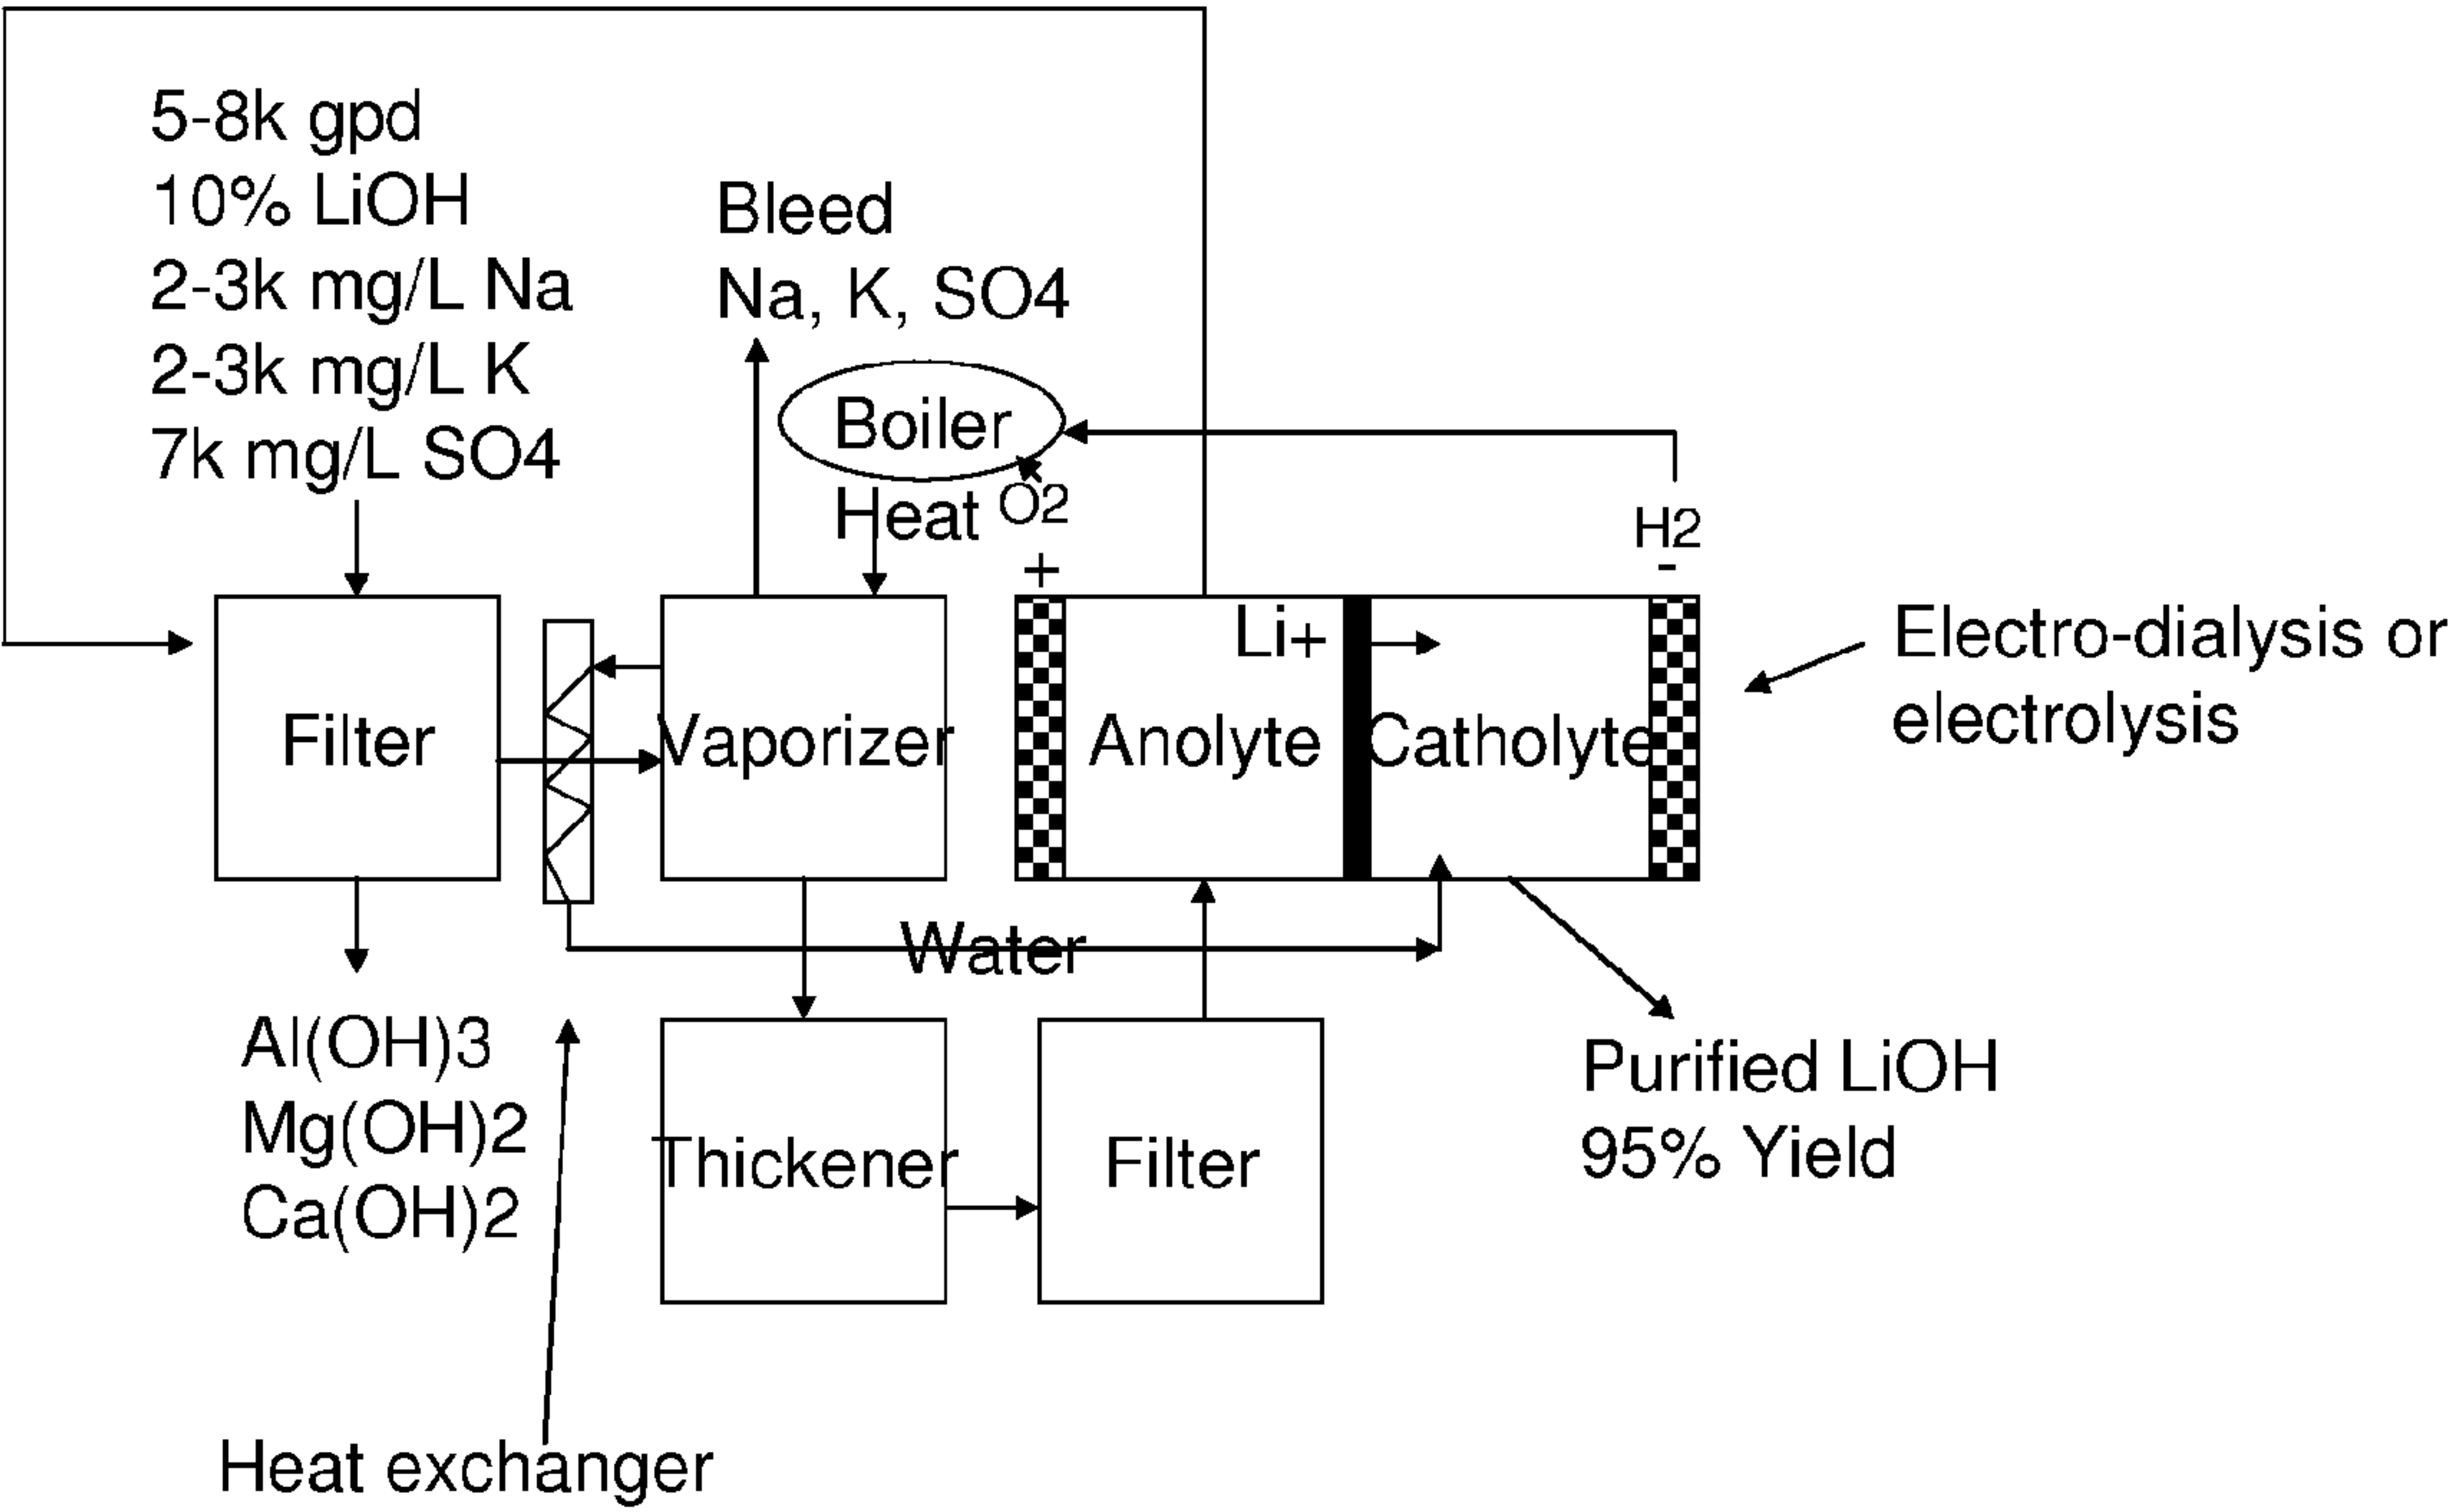 5-8k gpd
10% LiOH
2-3k mg/L Na
2-3k mg/L K
7k mg/L SO4
Bleed
Na, K, SO4
Boiler
Heat
O2
+
H2
-
Filter
Vaporizer
Anolyte
Li+
Catholyte
Electro-dialysis or
electrolysis
Water
Al(OH)3
Mg(OH)2
Ca(OH)2
Thickener
Filter
Purified LiOH
95% Yield
Heat exchanger